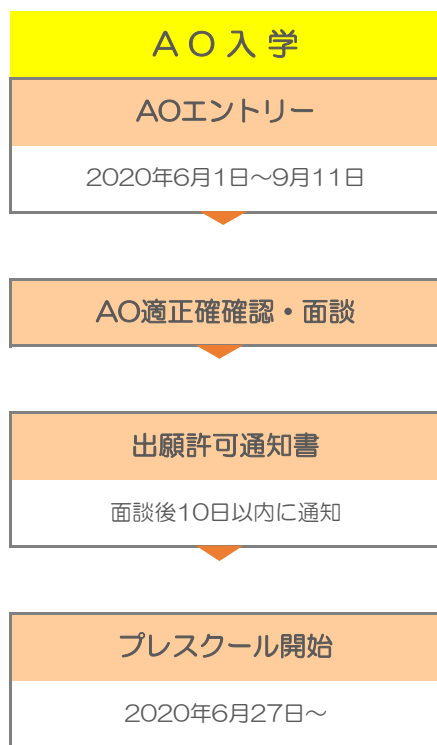 AO入学
AOエントリー
2020年6月1日～9月11日
AO適正確確認・面談
出願許可通知書
面談後10日以内に通知
プレスクール開始
2020年6月27日～